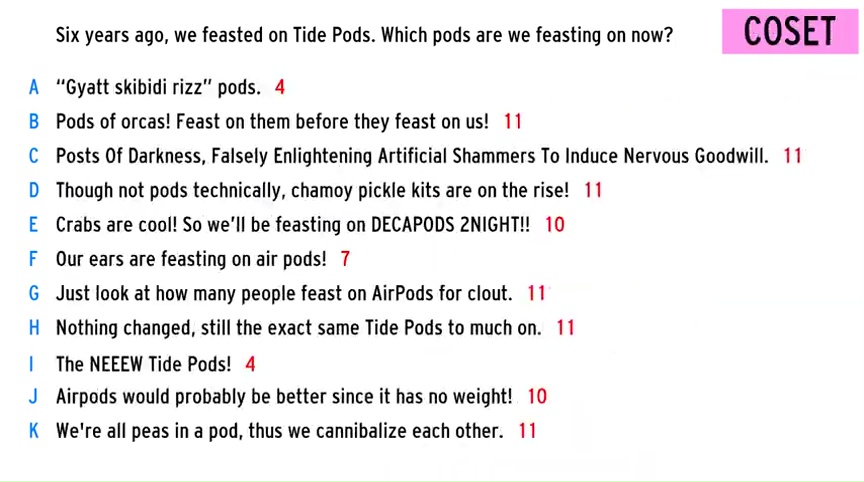 Six years ago, we feasted on Tide Pods. Which pods are we feasting on now?
COSET
A “Gyatt skibidi rizz” pods. 4
B Pods of orcas! Feast on them before they feast on us! 11
C Posts Of Darkness, Falsely Enlightening Artificial Shammers To Induce Nervous Goodwill. 11
D Though not pods technically, chamoy pickle kits are on the rise! 11
E Crabs are cool! So we’ll be feasting on DECAPODS 2NIGHT!! 10
F Our ears are feasting on air pods! 7
G Just look at how many people feast on AirPods for clout. 11
H Nothing changed, still the exact same Tide Pods to much on. 11
I The NEEEW Tide Pods! 4
J Airpods would probably be better since it has no weight! 10
K We're all peas in a pod, thus we cannibalize each other. 11